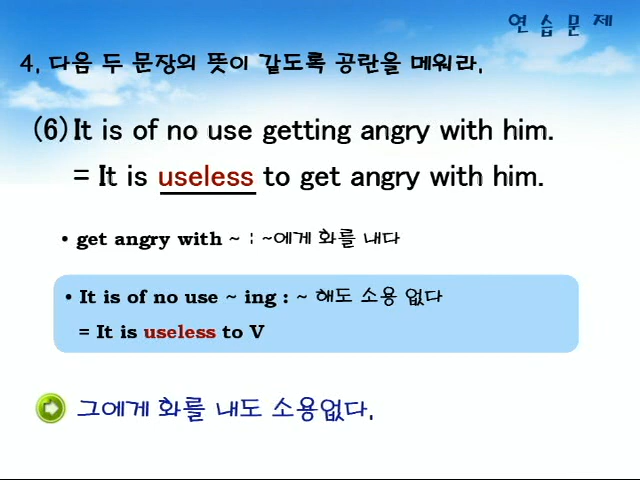 연 습 문 제
4. 다음 두 문장의 뜻이 같도록 공란을 메워라.
(6) It is of no use getting angry with him.
= It is useless to get angry with him.
• get angry with ~ : ~에게 화를 내다
• It is of no use ~ ing : ~ 해도 소용 없다
= It is useless to V
그에게 화를 내도 소용없다.